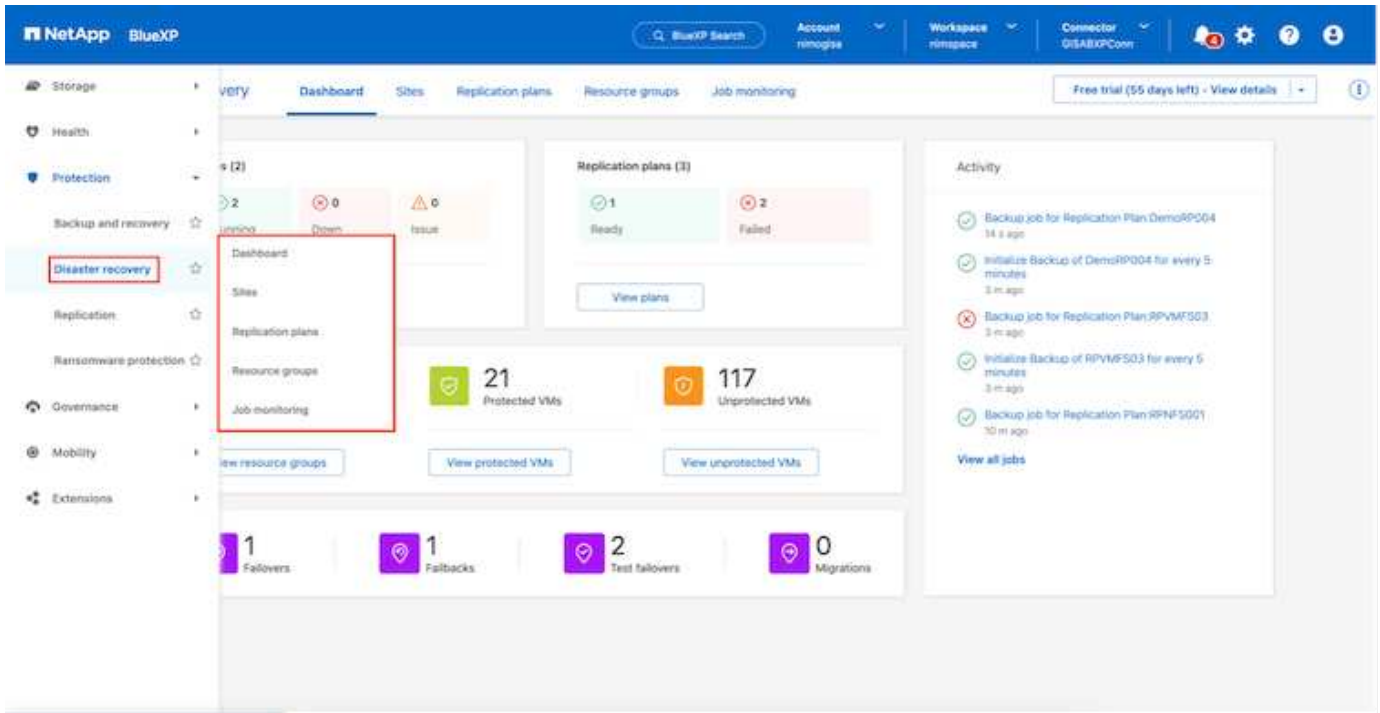 NetApp BlueXP
BlueXP Search
Account
nimogisa
Workspace
nimspace
Connector
GISABXPConn
4
Storage
Health
Protection
Backup and recovery
Disaster recovery
Replication
Ransomware protection
Governance
Mobility
Extensions
very
Dashboard
Sites
Replication plans
Resource groups
Job monitoring
Free trial (55 days left) - View details
s (2)
2
0
Down
0
Issue
Dashboard
Sites
Replication plans
Resource groups
Job monitoring
Replication plans (3)
1
Ready
2
Failed
View plans
21
Protected VMs
117
Unprotected VMs
ew resource groups
View protected VMs
View unprotected VMs
1
Failovers
1
Failbacks
2
Test failovers
0
Migrations
Activity
Backup job for Replication Plan:DemoRP004
14 s ago
Initialize Backup of DemoRP004 for every 5
minutes
3 m ago
Backup job for Replication Plan:RPVMFS03
3 m ago
Initialize Backup of RPVMFS03 for every 5
minutes
3 m ago
Backup job for Replication Plan:RPNFS001
10 m ago
View all jobs